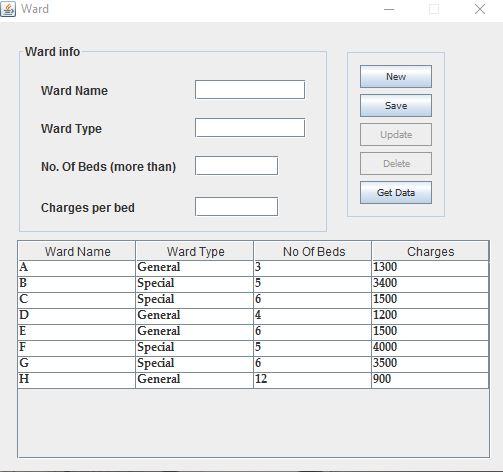 Ward
Ward info
Ward Name
Ward Type
No. Of Beds (more than)
Charges per bed
New
Save
Update
Delete
Get Data
Ward Name Ward Type No Of Beds Charges
A General 3 1300
B Special 5 3400
C Special 6 1500
D General 4 1200
E General 6 1500
F Special 5 4000
G Special 6 3500
H General 12 900